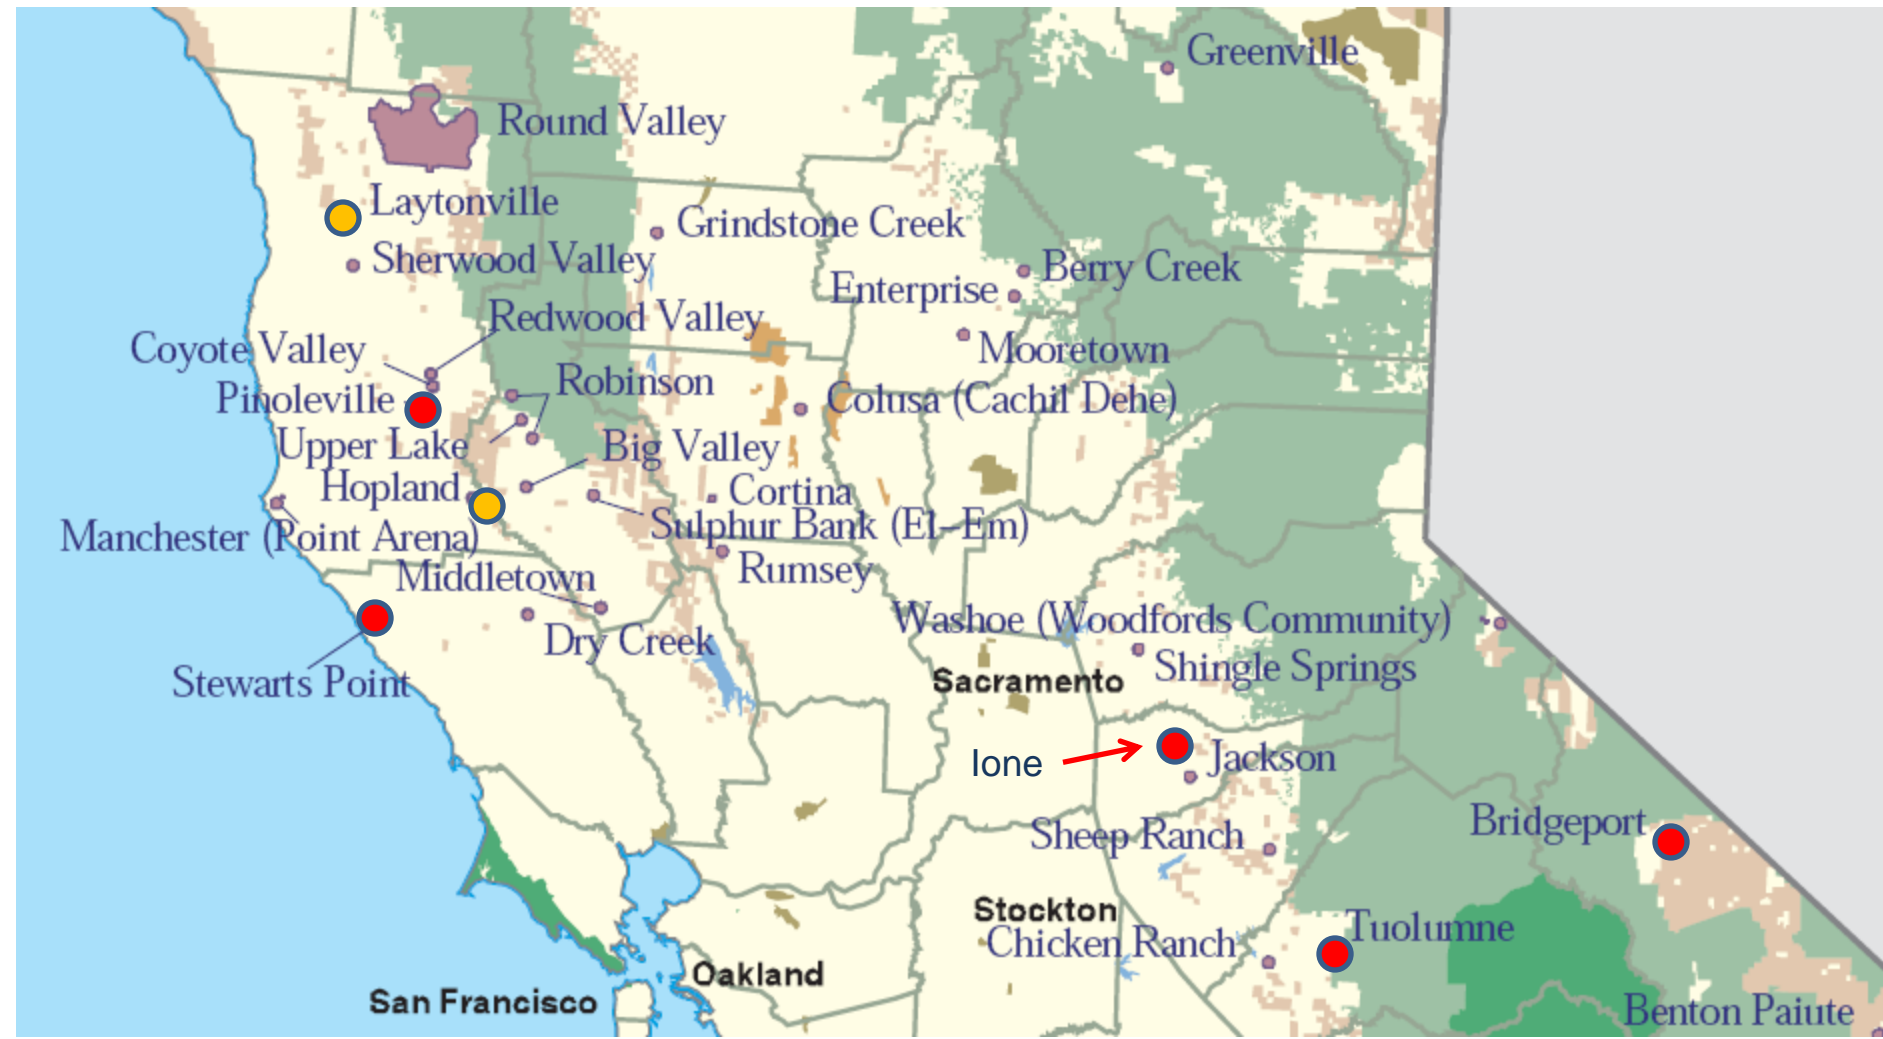 Greenville
Round Valley
Laytonville
Grindstone Creek
Sherwood Valley
Berry Creek
Enterprise
Redwood Valley
Coyote Valley
Mooretown
Robinson
Pinoleville
Colusa (Cachil Dehe)
Upper Lake
Big Valley
Hopland
Cortina
Sulphur Bank (El–Em)
Manchester (Point Arena)
Rumsey
Middletown
Washoe (Woodfords Community)
Dry Creek
Shingle Springs
Stewarts Point
Sacramento
Ione
Jackson
Bridgeport
Sheep Ranch
Stockton
Tuolumne
Chicken Ranch
Oakland
San Francisco
Benton Paiute